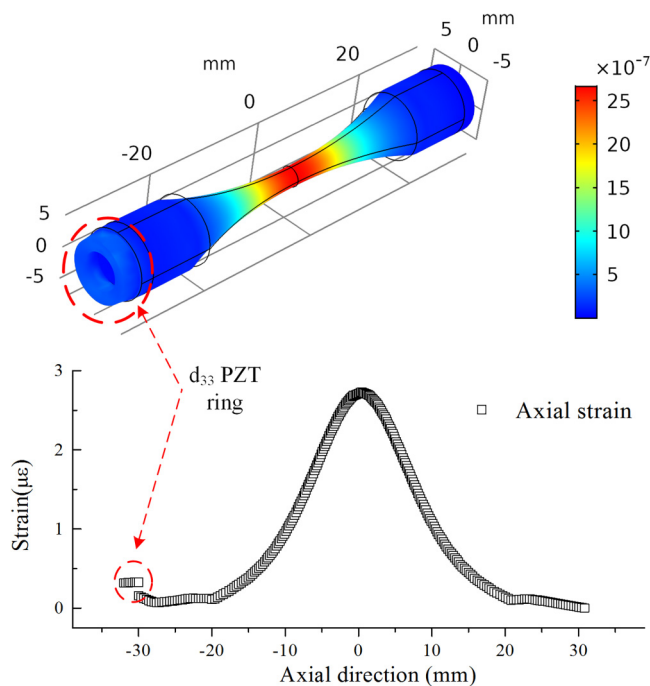 mm
5
0
-5
mm
20
0
-20
5
0
-5
×10⁻⁷
25
20
15
10
5
d₃₃ PZT
ring
Axial strain
Strain(με)
3
2
1
0
-30 -20 -10 0 10 20 30
Axial direction (mm)